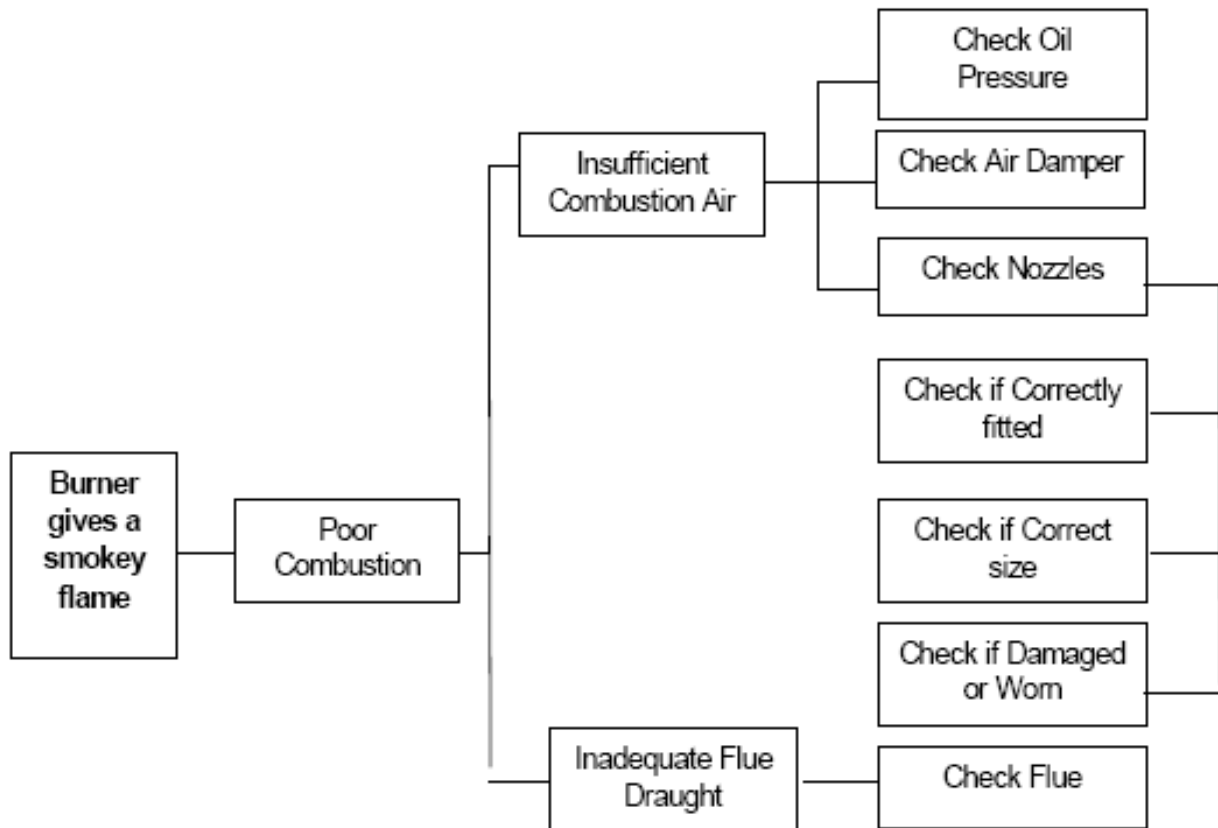 Burner
gives a
smokey
flame
Poor
Combustion
Insufficient
Combustion Air
Check Oil
Pressure
Check Air Damper
Check Nozzles
Check if Correctly
fitted
Check if Correct
size
Check if Damaged
or Worn
Inadequate Flue
Draught
Check Flue